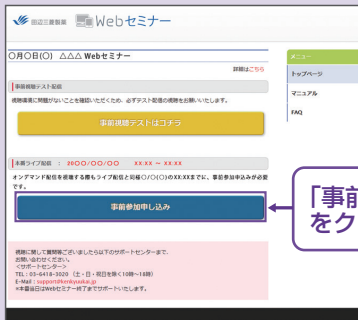 田辺三菱製薬 Webセミナー
〇月〇日(〇) △△△ Webセミナー
詳細はこちら
メニュー
トップページ
マニュアル
FAQ
事前視聴テスト配信
視聴環境に問題がないことを確認いただくため、必ずテスト配信の視聴をお願いいたします。
事前視聴テストはコチラ
本番ライブ配信 : 20〇〇/〇〇/〇〇 XX:XX ~ XX:XX
オンデマンド配信を視聴する際もライブ配信と同様〇/〇(〇)のXX:XXまでに、事前参加申込みが必要
です。
事前参加申し込み
「事前
をク
視聴に関して質問等ございましたら以下のサポートセンターまで、
お問い合わせください。
<サポートセンター>
TEL:03-6418-3020 (土・日・祝日を除く10時~18時)
E-Mail:support@kenkyuukai.jp
※本番当日はWebセミナー終了までサポートいたします。